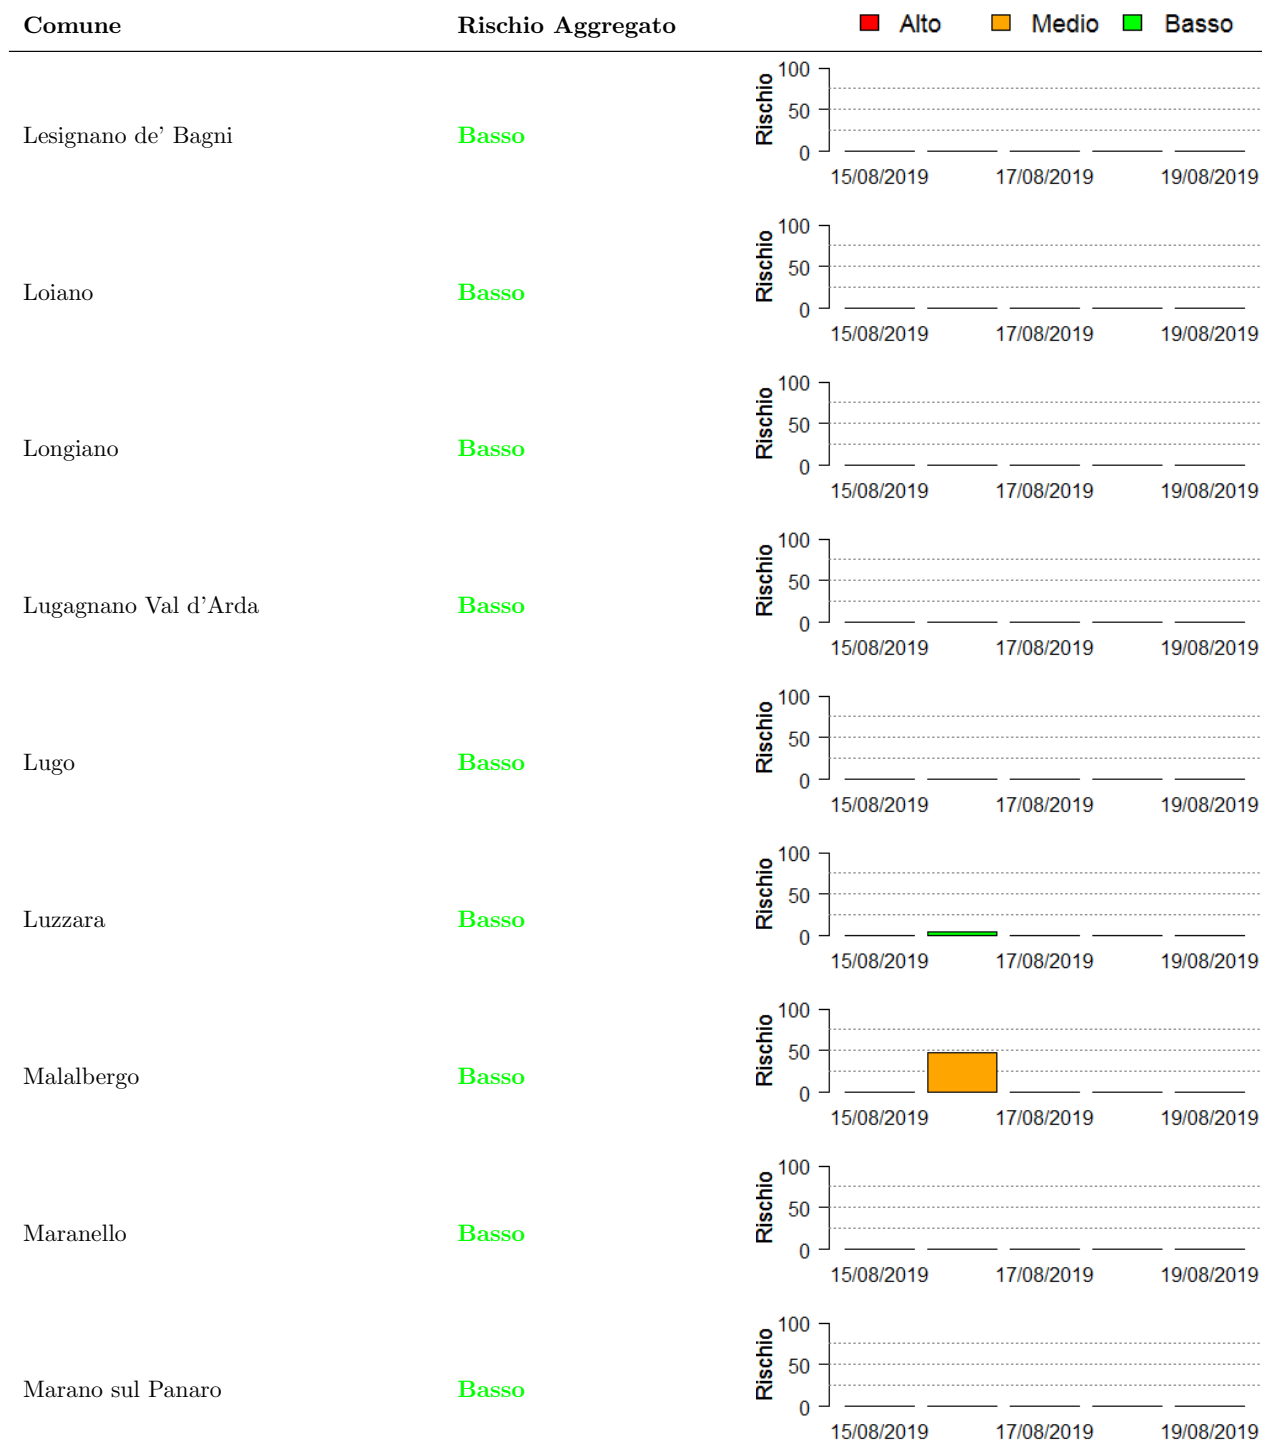 Comune Rischio Aggregato Alto Medio Basso
Lesignano de' Bagni Basso
Rischio
100
50
0
15/08/2019 17/08/2019 19/08/2019
Loiano Basso
Rischio
100
50
0
15/08/2019 17/08/2019 19/08/2019
Longiano Basso
Rischio
100
50
0
15/08/2019 17/08/2019 19/08/2019
Lugagnano Val d'Arda Basso
Rischio
100
50
0
15/08/2019 17/08/2019 19/08/2019
Lugo Basso
Rischio
100
50
0
15/08/2019 17/08/2019 19/08/2019
Luzzara Basso
Rischio
100
50
0
15/08/2019 17/08/2019 19/08/2019
Malalbergo Basso
Rischio
100
50
0
15/08/2019 17/08/2019 19/08/2019
Maranello Basso
Rischio
100
50
0
15/08/2019 17/08/2019 19/08/2019
Marano sul Panaro Basso
Rischio
100
50
0
15/08/2019 17/08/2019 19/08/2019